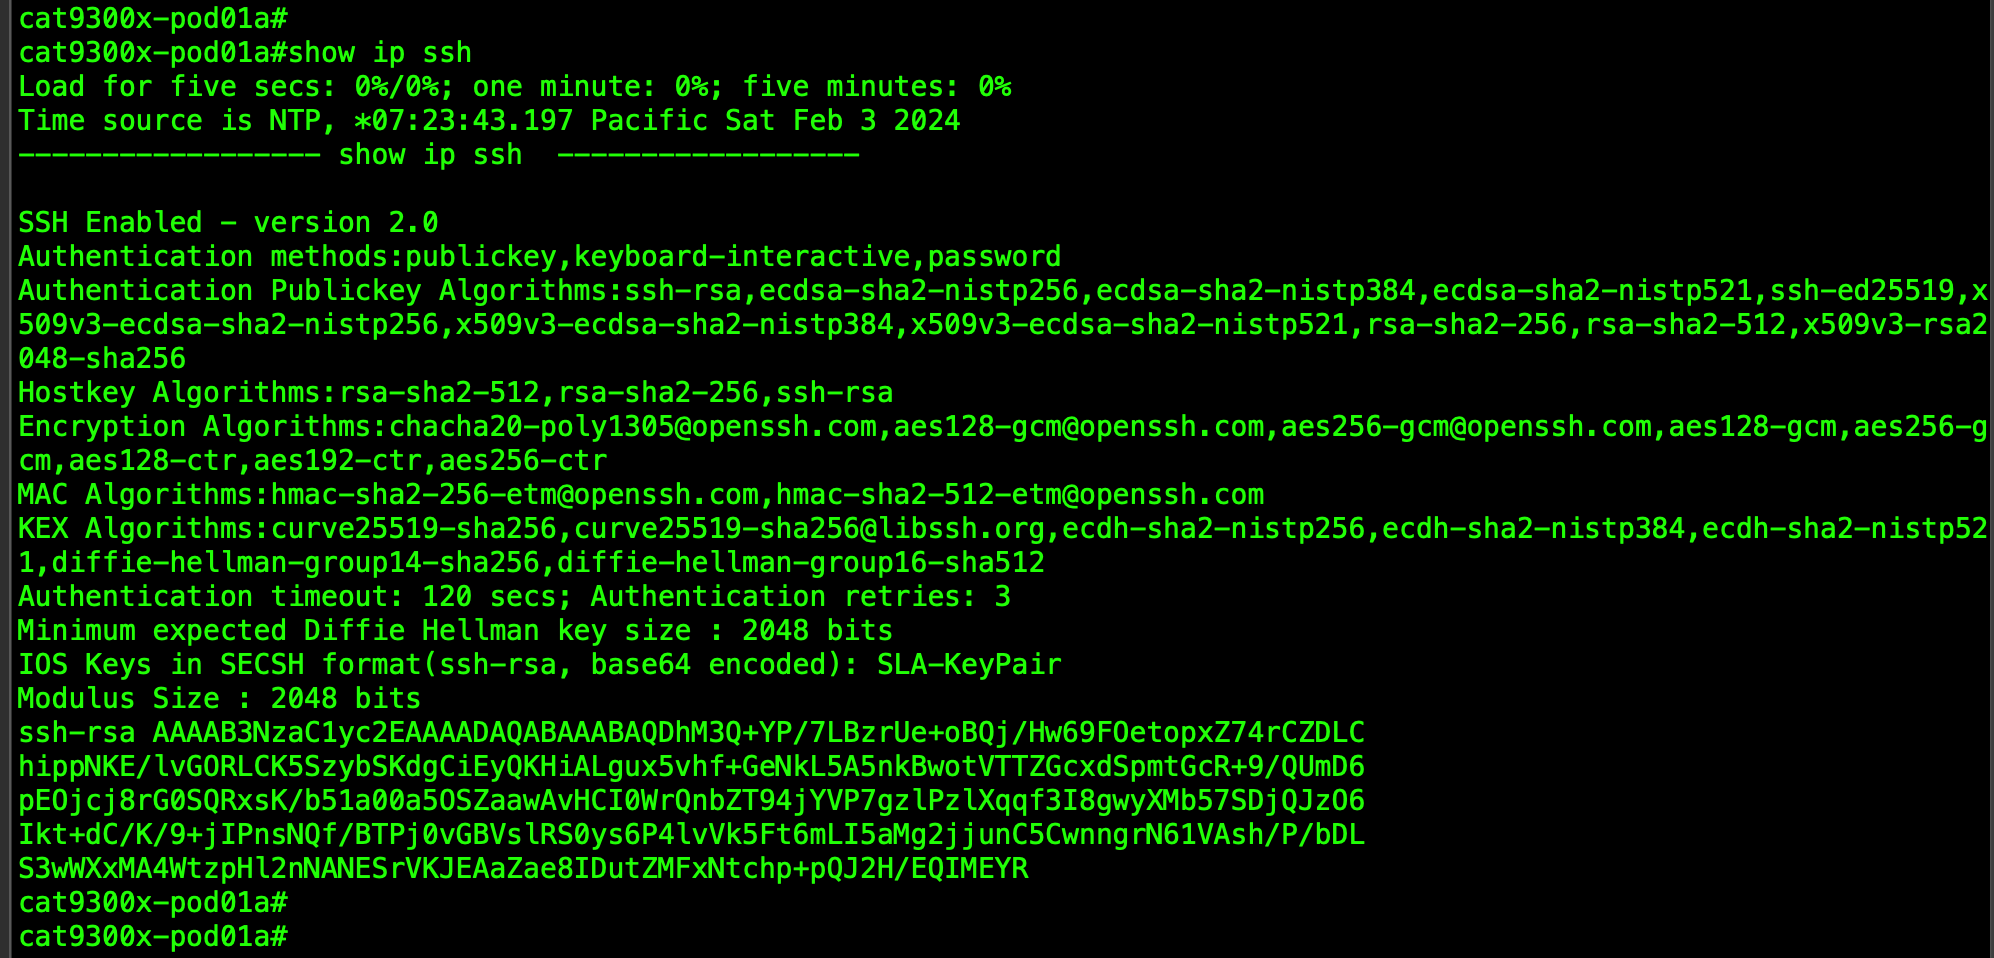 cat9300x-pod01a#
cat9300x-pod01a#show ip ssh
Load for five secs: 0%/0%; one minute: 0%; five minutes: 0%
Time source is NTP, *07:23:43.197 Pacific Sat Feb 3 2024
------------------ show ip ssh  ------------------
SSH Enabled - version 2.0
Authentication methods:publickey,keyboard-interactive,password
Authentication Publickey Algorithms:ssh-rsa,ecdsa-sha2-nistp256,ecdsa-sha2-nistp384,ecdsa-sha2-nistp521,ssh-ed25519,x
509v3-ecdsa-sha2-nistp256,x509v3-ecdsa-sha2-nistp384,x509v3-ecdsa-sha2-nistp521,rsa-sha2-256,rsa-sha2-512,x509v3-rsa2
048-sha256
Hostkey Algorithms:rsa-sha2-512,rsa-sha2-256,ssh-rsa
Encryption Algorithms:chacha20-poly1305@openssh.com,aes128-gcm@openssh.com,aes256-gcm@openssh.com,aes128-gcm,aes256-g
cm,aes128-ctr,aes192-ctr,aes256-ctr
MAC Algorithms:hmac-sha2-256-etm@openssh.com,hmac-sha2-512-etm@openssh.com
KEX Algorithms:curve25519-sha256,curve25519-sha256@libssh.org,ecdh-sha2-nistp256,ecdh-sha2-nistp384,ecdh-sha2-nistp52
1,diffie-hellman-group14-sha256,diffie-hellman-group16-sha512
Authentication timeout: 120 secs; Authentication retries: 3
Minimum expected Diffie Hellman key size : 2048 bits
IOS Keys in SECSH format(ssh-rsa, base64 encoded): SLA-KeyPair
Modulus Size : 2048 bits
ssh-rsa AAAAB3NzaC1yc2EAAAADAQABAAABAQDhM3Q+YP/7LBzrUe+oBQj/Hw69FOetopxZ74rCZDLC
hippNKE/lvGORLCK5SzybSKdgCiEyQKHiALgux5vhf+GeNkL5A5nkBwotVTTZGcxdSpmtGcR+9/QUmD6
pEOjcj8rG0SQRxsK/b51a00a5OSZaawAvHCI0WrQnbZT94jYVP7gzlPzlXqqf3I8gwyXMb57SDjQJzO6
Ikt+dC/K/9+jIPnsNQf/BTPj0vGBVslRS0ys6P4lvVk5Ft6mLI5aMg2jjunC5CwnngrN61VAsh/P/bDL
S3wWXxMA4WtzpHl2nNANESrVKJEAaZae8IDutZMFxNtchp+pQJ2H/EQIMEYR
cat9300x-pod01a#
cat9300x-pod01a#